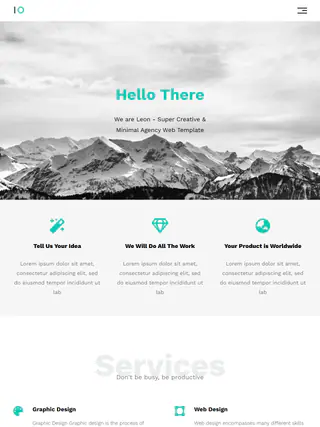 IO
Hello There
We are Leon - Super Creative &
Minimal Agency Web Template
Tell Us Your Idea
We Will Do All The Work
Your Product is Worldwide
Lorem ipsum dolor sit amet,
consectetur adipiscing elit, sed
do eiusmod tempor incididunt ut
lab
Lorem ipsum dolor sit amet,
consectetur adipiscing elit, sed
do eiusmod tempor incididunt ut
lab
Lorem ipsum dolor sit amet,
consectetur adipiscing elit, sed
do eiusmod tempor incididunt ut
lab
Services
Don't be busy, be productive
Graphic Design
Graphic Design Graphic design is the process of
Web Design
Web design encompasses many different skills